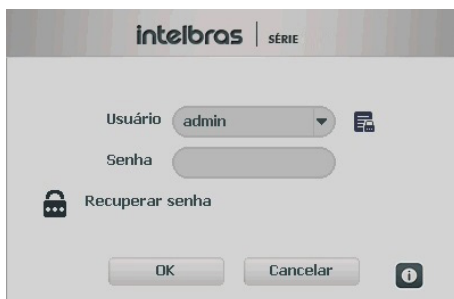 intelbras | SÉRIE
Usuário admin
Senha
Recuperar senha
OK Cancelar